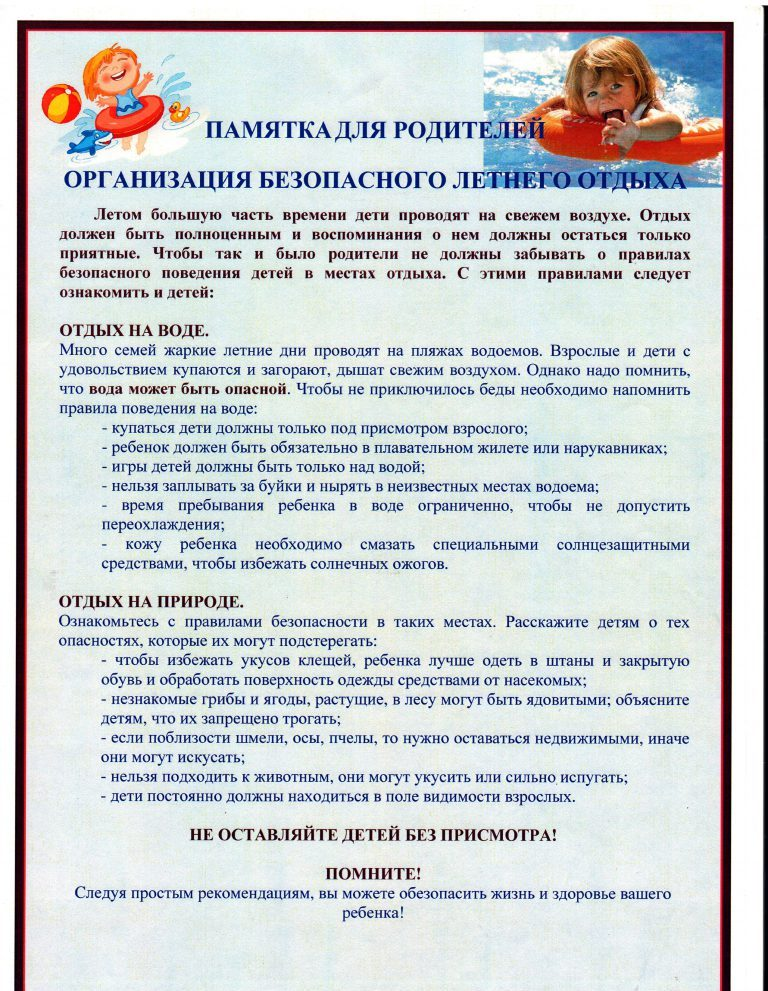 ПАМЯТКА ДЛЯ РОДИТЕЛЕЙ
ОРГАНИЗАЦИЯ БЕЗОПАСНОГО ЛЕТНЕГО ОТДЫХА
Летом большую часть времени дети проводят на свежем воздухе. Отдых
должен быть полноценным и воспоминания о нем должны остаться только
приятные. Чтобы так и было родители не должны забывать о правилах
безопасного поведения детей в местах отдыха. С этими правилами следует
ознакомить и детей:
ОТДЫХ НА ВОДЕ.
Много семей жаркие летние дни проводят на пляжах водоемов. Взрослые и дети с
удовольствием купаются и загорают, дышат свежим воздухом. Однако надо помнить,
что вода может быть опасной. Чтобы не приключилось беды необходимо напомнить
правила поведения на воде:
- купаться дети должны только под присмотром взрослого;
- ребенок должен быть обязательно в плавательном жилете или нарукавниках;
- игры детей должны быть только над водой;
- нельзя заплывать за буйки и нырять в неизвестных местах водоема;
- время пребывания ребенка в воде ограниченно, чтобы не допустить
переохлаждения;
- кожу ребенка необходимо смазать специальными солнцезащитными
средствами, чтобы избежать солнечных ожогов.
ОТДЫХ НА ПРИРОДЕ.
Ознакомьтесь с правилами безопасности в таких местах. Расскажите детям о тех
опасностях, которые их могут подстерегать:
- чтобы избежать укусов клещей, ребенка лучше одеть в штаны и закрытую
обувь и обработать поверхность одежды средствами от насекомых;
- незнакомые грибы и ягоды, растущие, в лесу могут быть ядовитыми; объясните
детям, что их запрещено трогать;
- если поблизости шмели, осы, пчелы, то нужно оставаться недвижимыми, иначе
они могут искусать;
- нельзя подходить к животным, они могут укусить или сильно испугать;
- дети постоянно должны находиться в поле видимости взрослых.
НЕ ОСТАВЛЯЙТЕ ДЕТЕЙ БЕЗ ПРИСМОТРА!
ПОМНИТЕ!
Следуя простым рекомендациям, вы можете обезопасить жизнь и здоровье вашего
ребенка!